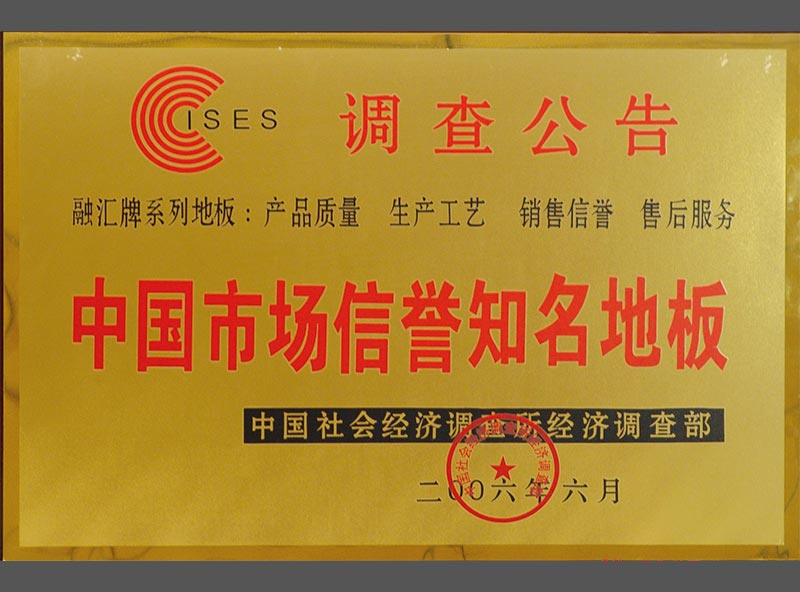 CISES 调查公告
融汇牌系列地板：产品质量 生产工艺 销售信誉 售后服务
中国市场信誉知名地板
中国社会经济调查所经济调查部
二00六年六月